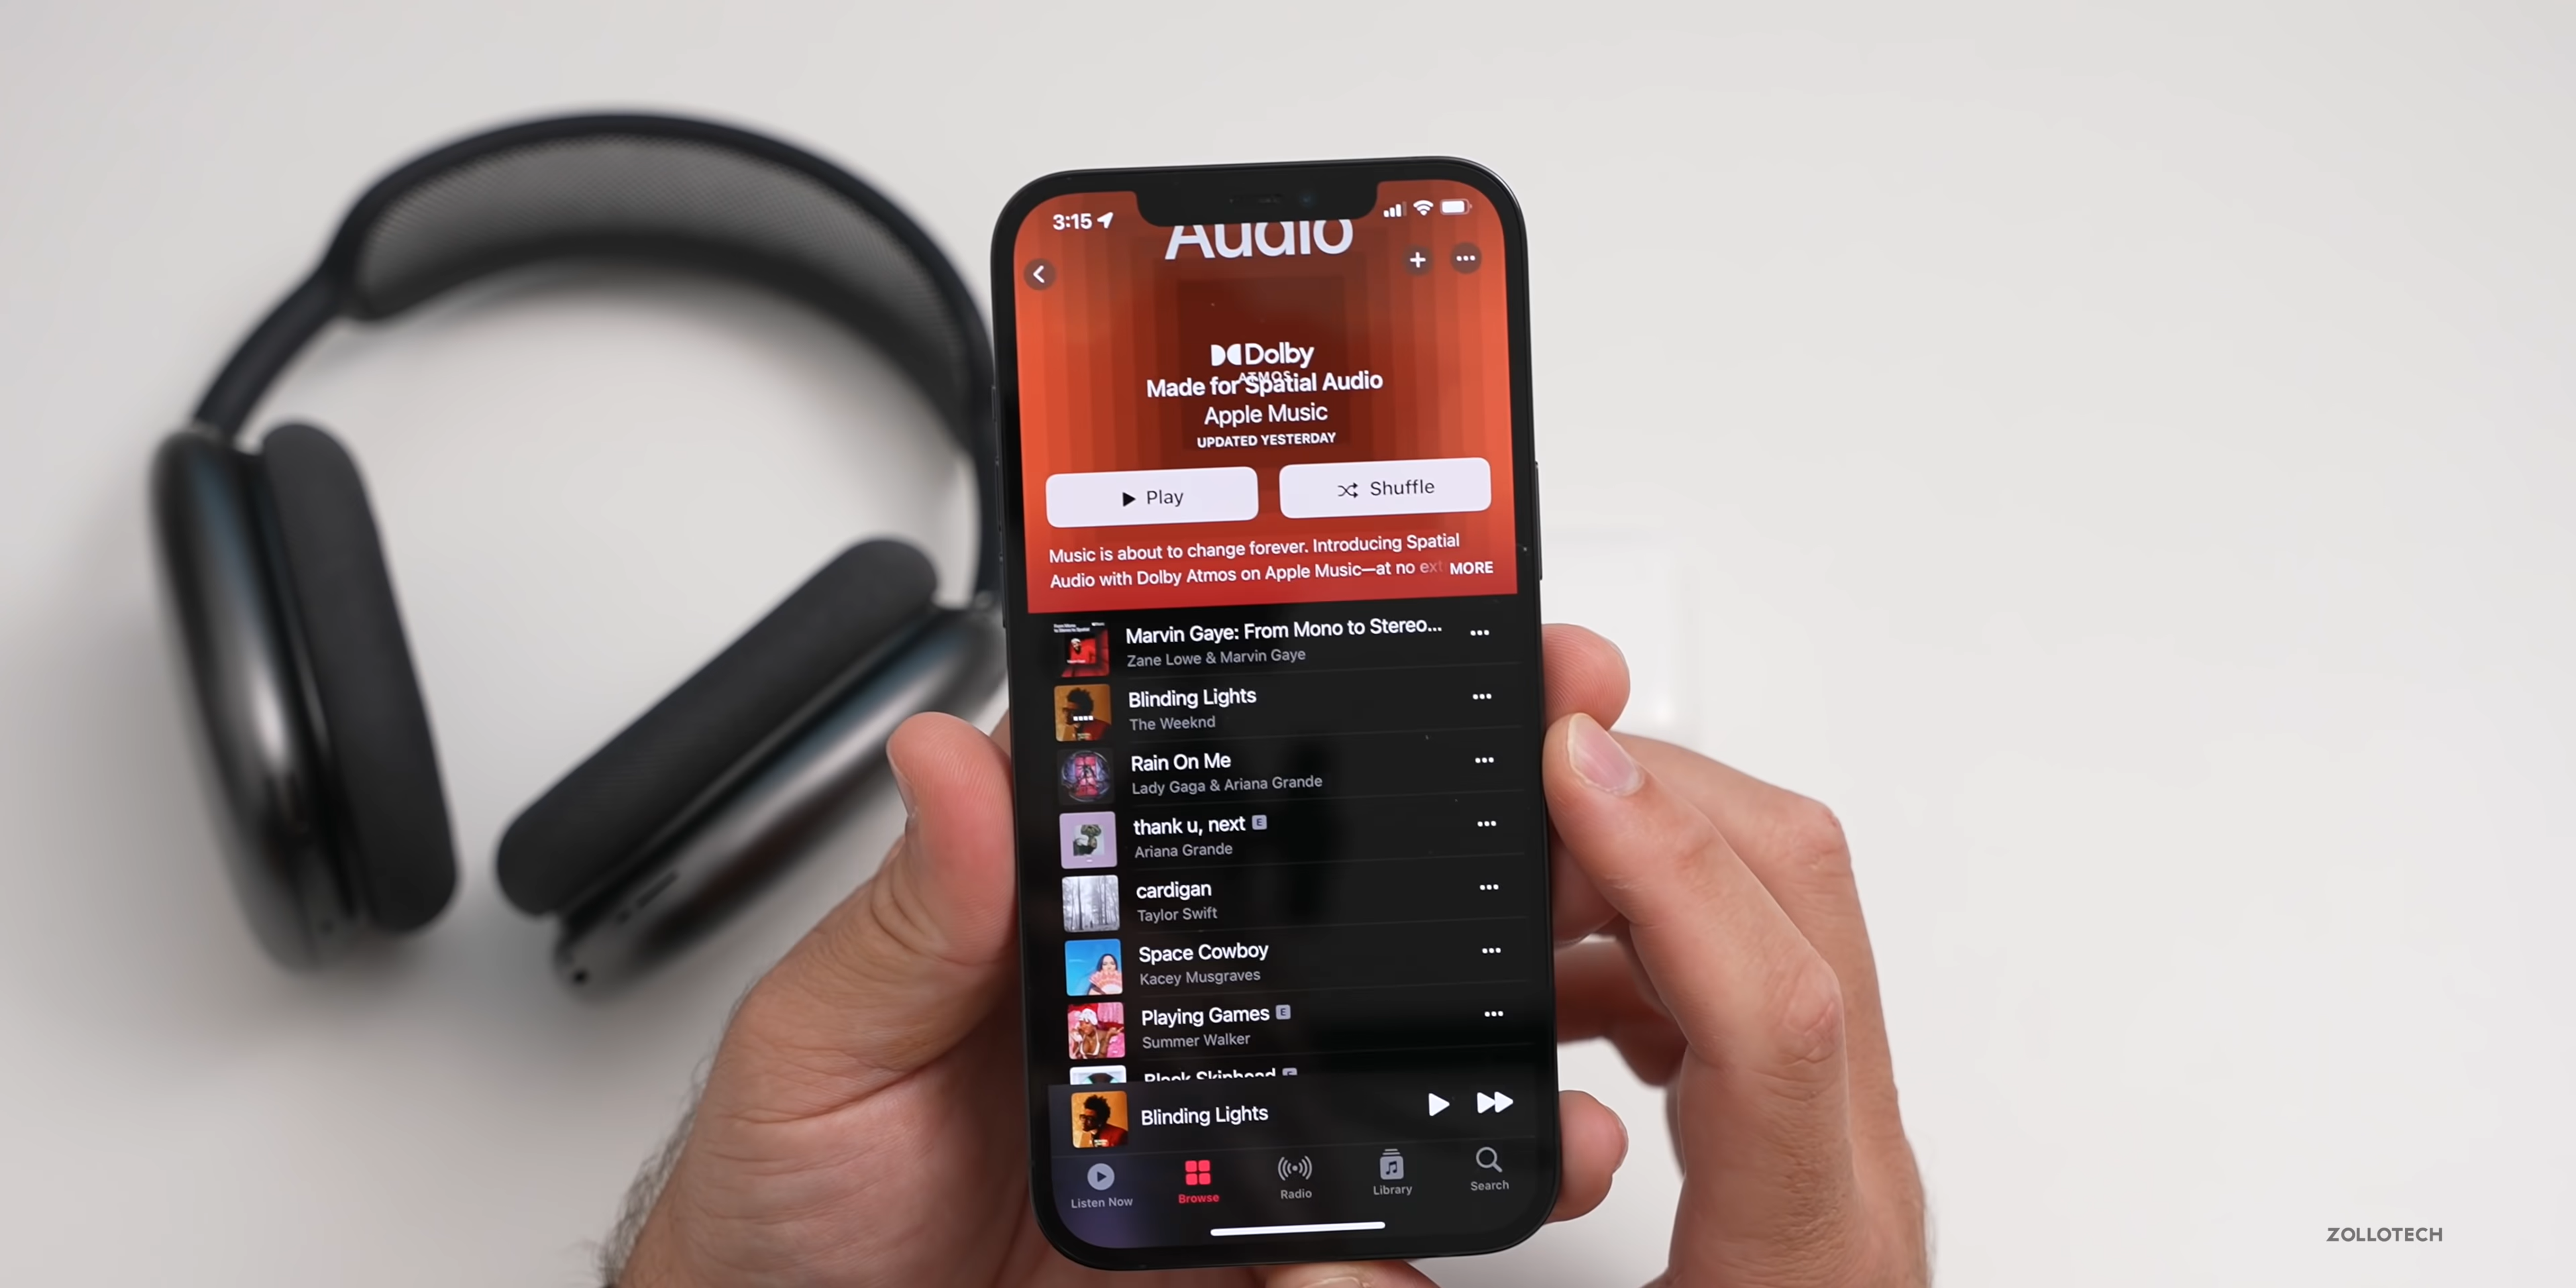 3:15
Audio
Dolby
ATMOS
Made for Spatial Audio
Apple Music
UPDATED YESTERDAY
Play
Shuffle
Music is about to change forever. Introducing Spatial
Audio with Dolby Atmos on Apple Music—at no ext MORE
Marvin Gaye: From Mono to Stereo...
Zane Lowe & Marvin Gaye
Blinding Lights
The Weeknd
Rain On Me
Lady Gaga & Ariana Grande
thank u, next E
Ariana Grande
cardigan
Taylor Swift
Space Cowboy
Kacey Musgraves
Playing Games E
Summer Walker
Black Skinhead E
Blinding Lights
Listen Now
Browse
Radio
Library
Search
ZOLLOTECH